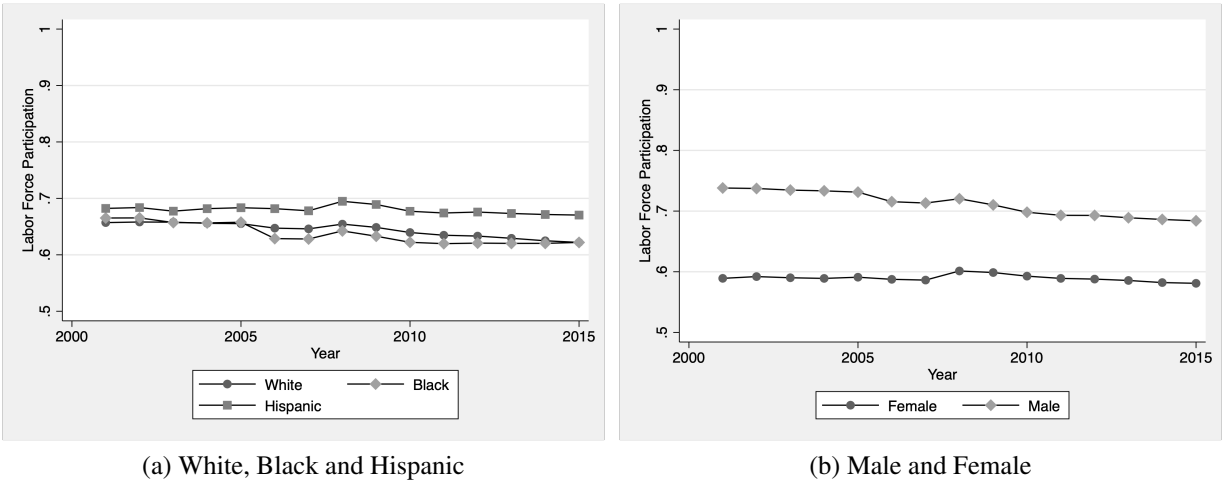 1
.9
.8
.7
.6
.5
Labor Force Participation
2000 2005 2010 2015
Year
White Black
Hispanic
(a) White, Black and Hispanic
1
.9
.8
.7
.6
.5
Labor Force Participation
2000 2005 2010 2015
Year
Female Male
(b) Male and Female